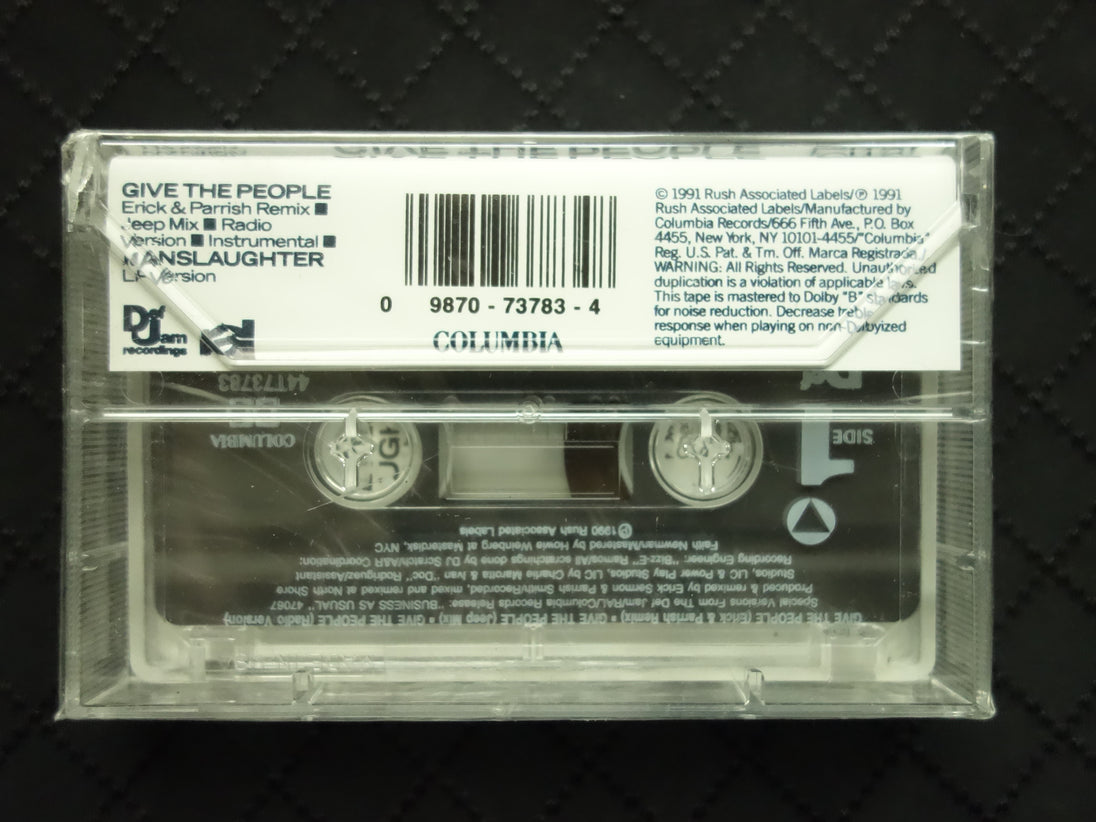 GIVE THE PEOPLE
GIVE THE PEOPLE
Erick & Parrish Remix ■
Jeep Mix ■ Radio
Version ■ Instrumental ■
MANSLAUGHTER
LP Version
Def Jam
recordings
0 9870 - 73783 - 4
COLUMBIA
© 1991 Rush Associated Labels/℗ 1991
Rush Associated Labels/Manufactured by
Columbia Records/666 Fifth Ave., P.O. Box
4455, New York, NY 10101-4455/"Columbia"
Reg. U.S. Pat. & Tm. Off. Marca Registrada./
WARNING: All Rights Reserved. Unauthorized
duplication is a violation of applicable laws.
This tape is mastered to Dolby "B" standards
for noise reduction. Decrease treble
response when playing on non-Dolbyized
equipment.
44T73783
COLUMBIA
Def
SIDE
1
GIVE THE PEOPLE (Erick & Parrish Remix) • GIVE THE PEOPLE (Jeep Mix) • GIVE THE PEOPLE (Radio Version)
Special Versions From The Def Jam/RAL/Columbia Records Release: "BUSINESS AS USUAL" 47067
Produced & remixed by Erick Sermon & Parrish Smith/Recorded, mixed and remixed at North Shore
Studios, LIC & Power Play Studios, LIC by Charlie Marotta & Ivan "Doc" Rodriguez/Assistant
Recording Engineer: "Bizz-E" Ramos/All scratchings done by DJ Scratch/A&R Coordination:
Faith Newman/Mastered by Howie Weinberg at Masterdisk, NYC
℗ 1990 Rush Associated Labels